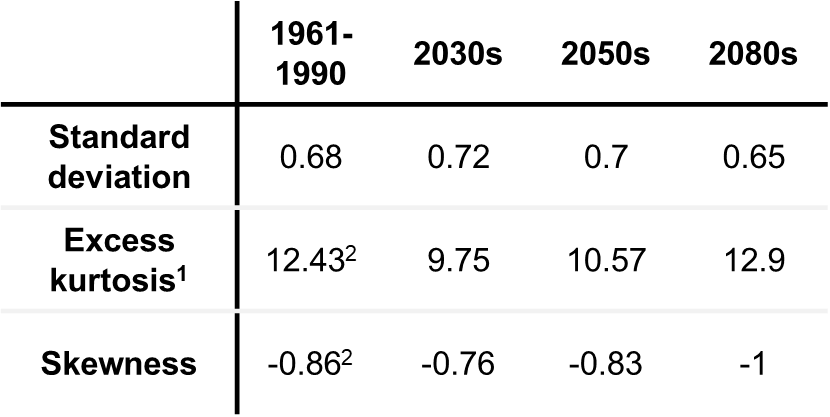 1961-
1990 2030s 2050s 2080s
Standard
deviation 0.68 0.72 0.7 0.65
Excess
kurtosis¹ 12.43² 9.75 10.57 12.9
Skewness -0.86² -0.76 -0.83 -1